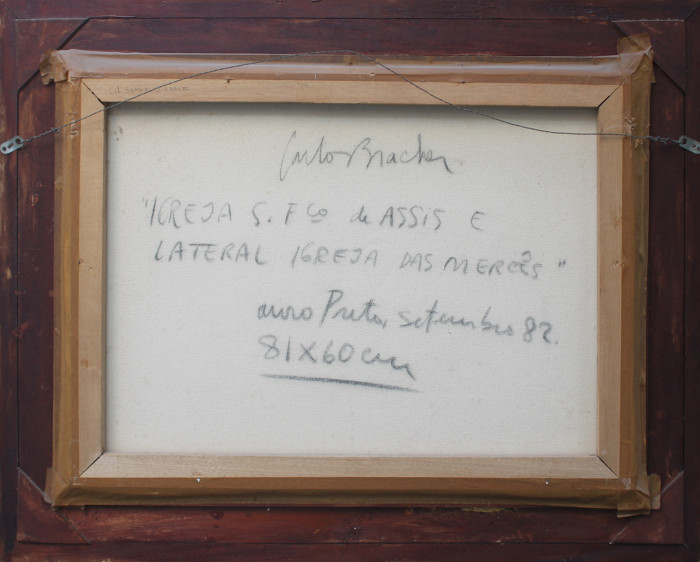 Carlos Bracher
"IGREJA S. Fco de ASSIS E
LATERAL IGREJA DAS MERCÊS"
ouro Preto, setembro 82.
81X60cm